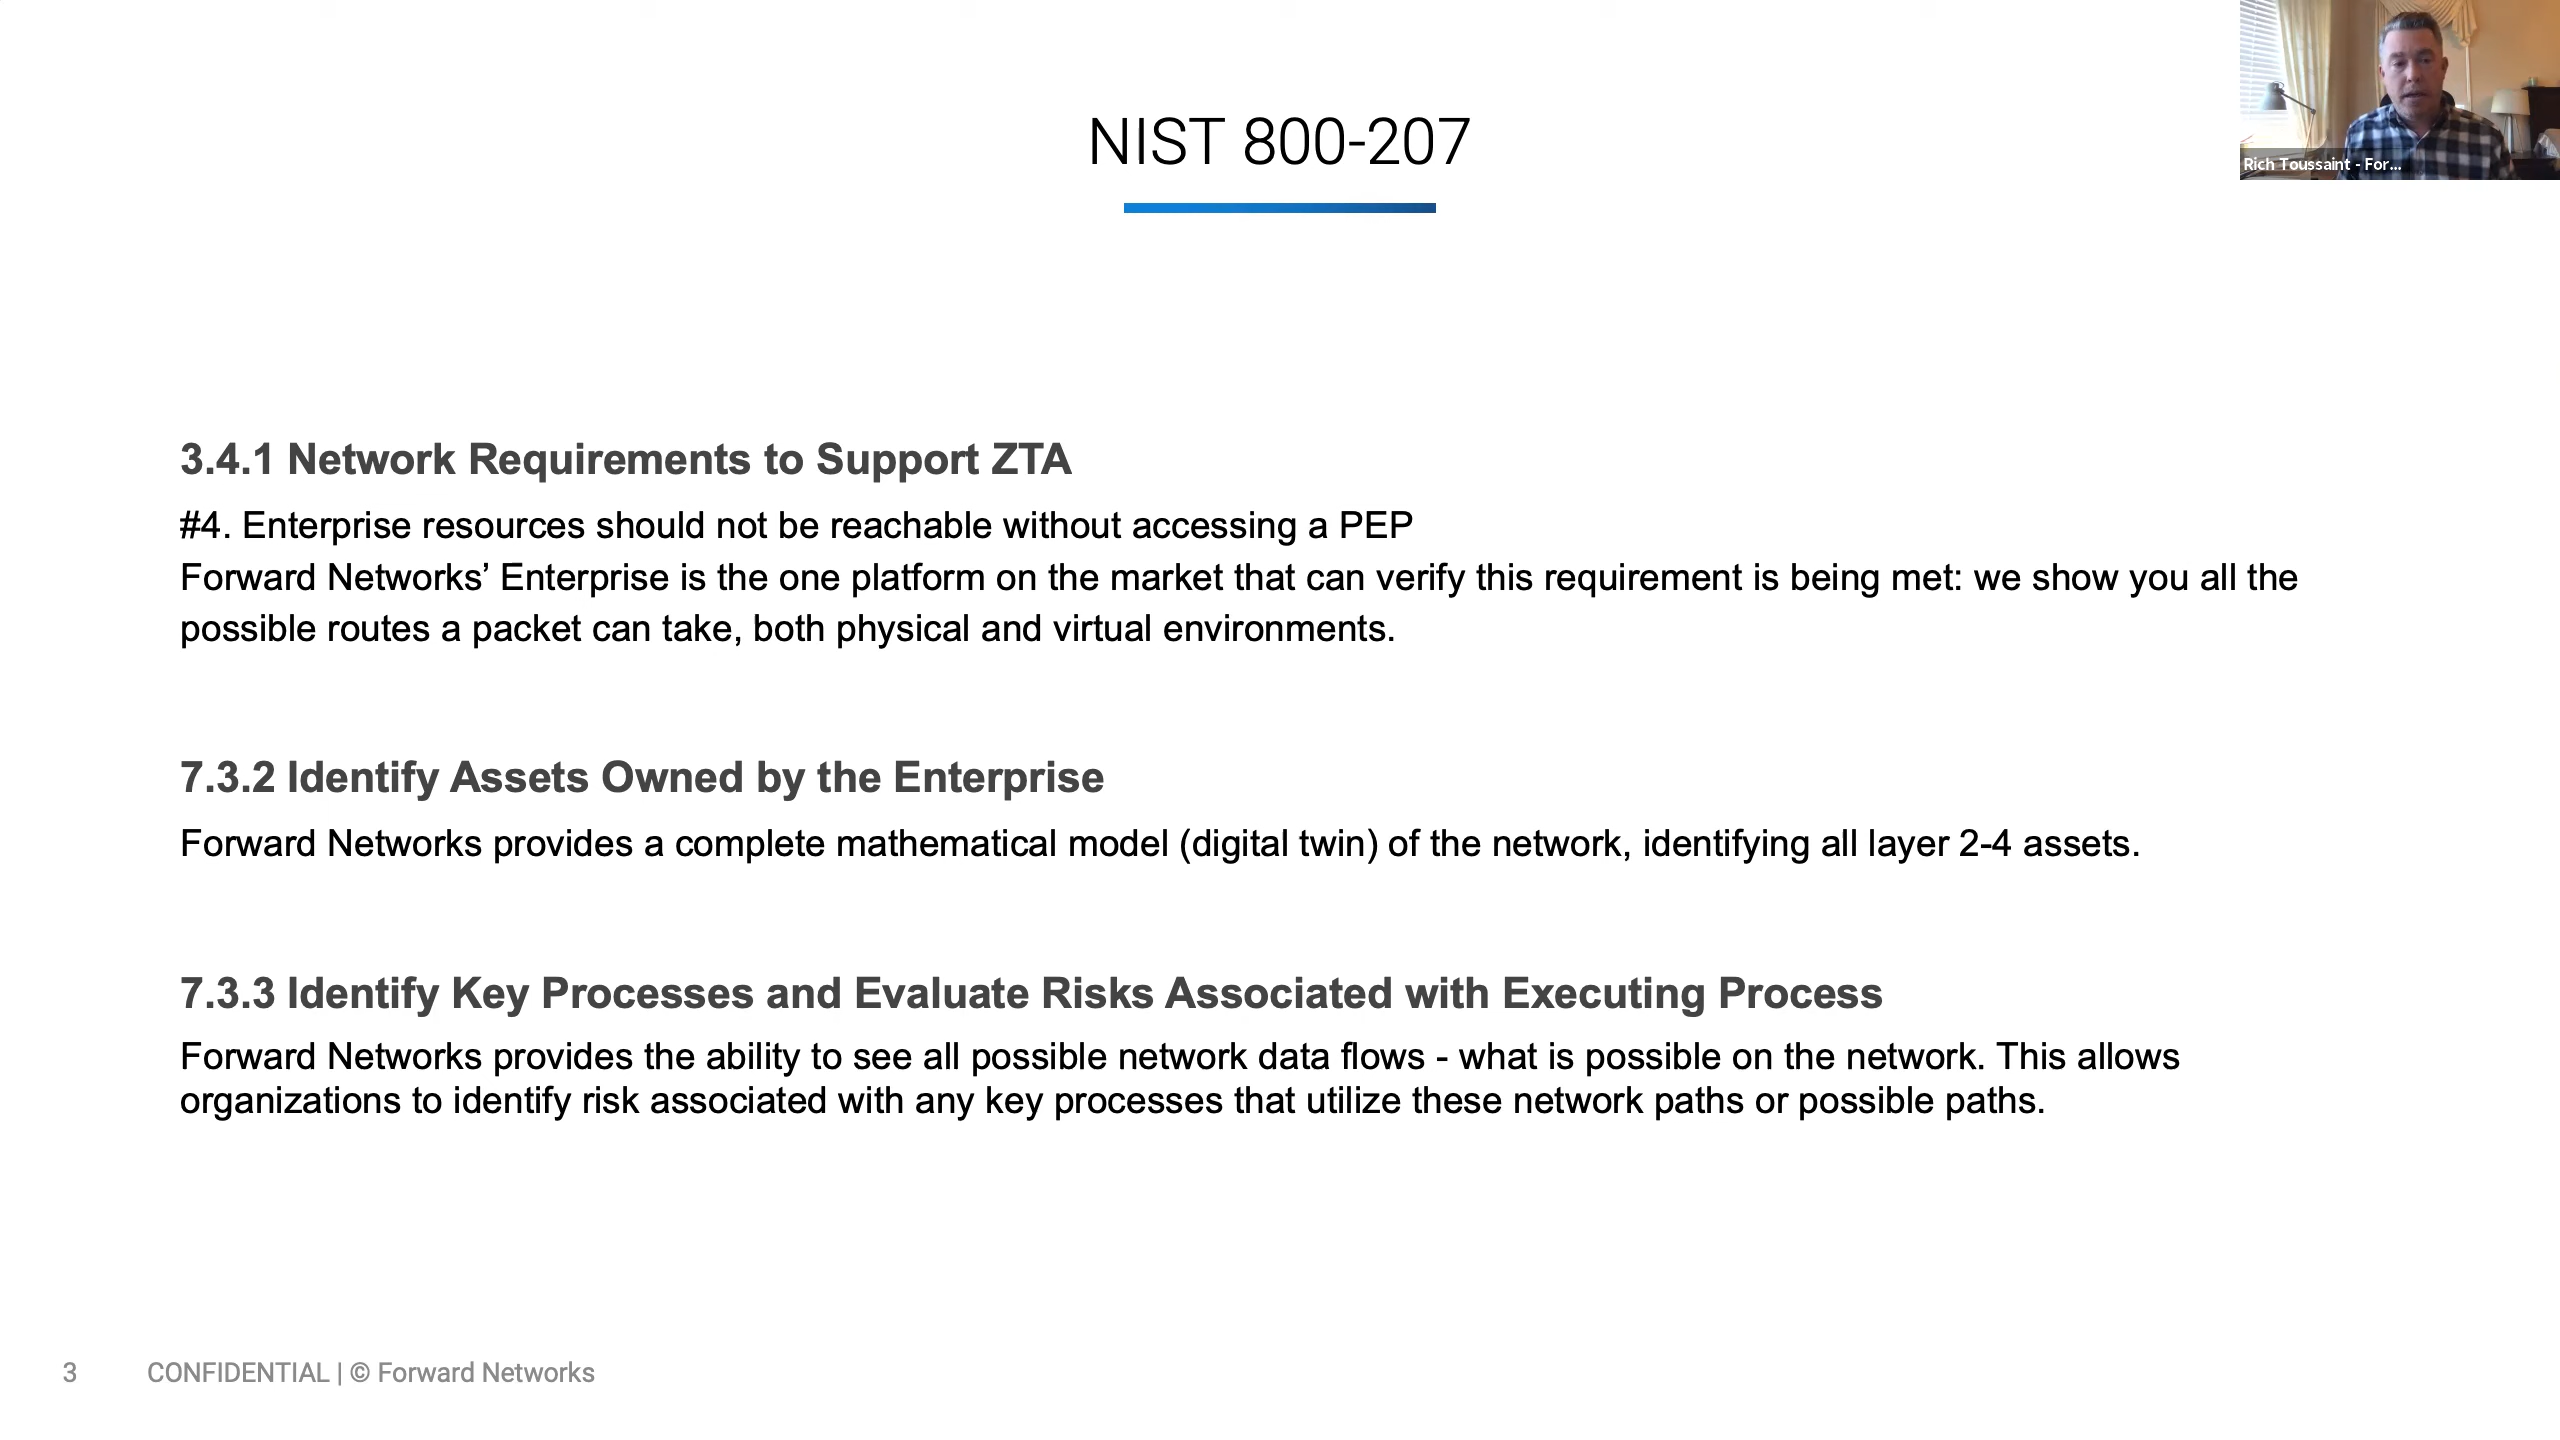 NIST 800-207
Rich Toussaint - For...
3.4.1 Network Requirements to Support ZTA
#4. Enterprise resources should not be reachable without accessing a PEP
Forward Networks’ Enterprise is the one platform on the market that can verify this requirement is being met: we show you all the
possible routes a packet can take, both physical and virtual environments.
7.3.2 Identify Assets Owned by the Enterprise
Forward Networks provides a complete mathematical model (digital twin) of the network, identifying all layer 2-4 assets.
7.3.3 Identify Key Processes and Evaluate Risks Associated with Executing Process
Forward Networks provides the ability to see all possible network data flows - what is possible on the network. This allows
organizations to identify risk associated with any key processes that utilize these network paths or possible paths.
3 CONFIDENTIAL | © Forward Networks